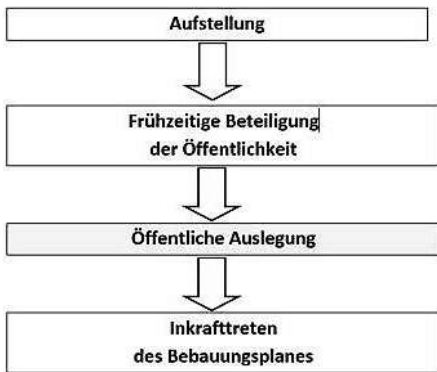 Aufstellung
Frühzeitige Beteiligung
der Öffentlichkeit
Öffentliche Auslegung
Inkrafttreten
des Bebauungsplanes